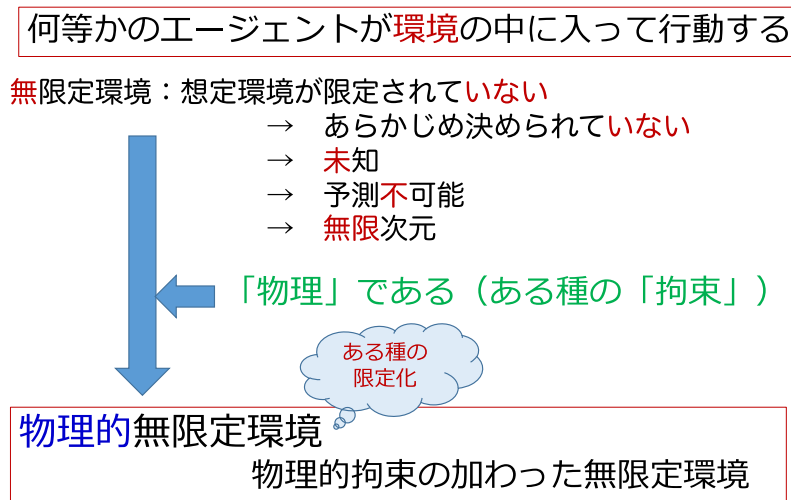 何等かのエージェントが環境の中に入って行動する
無限定環境：想定環境が限定されていない
→　あらかじめ決められていない
→　未知
→　予測不可能
→　無限次元
「物理」である（ある種の「拘束」）
ある種の
限定化
物理的無限定環境
物理的拘束の加わった無限定環境